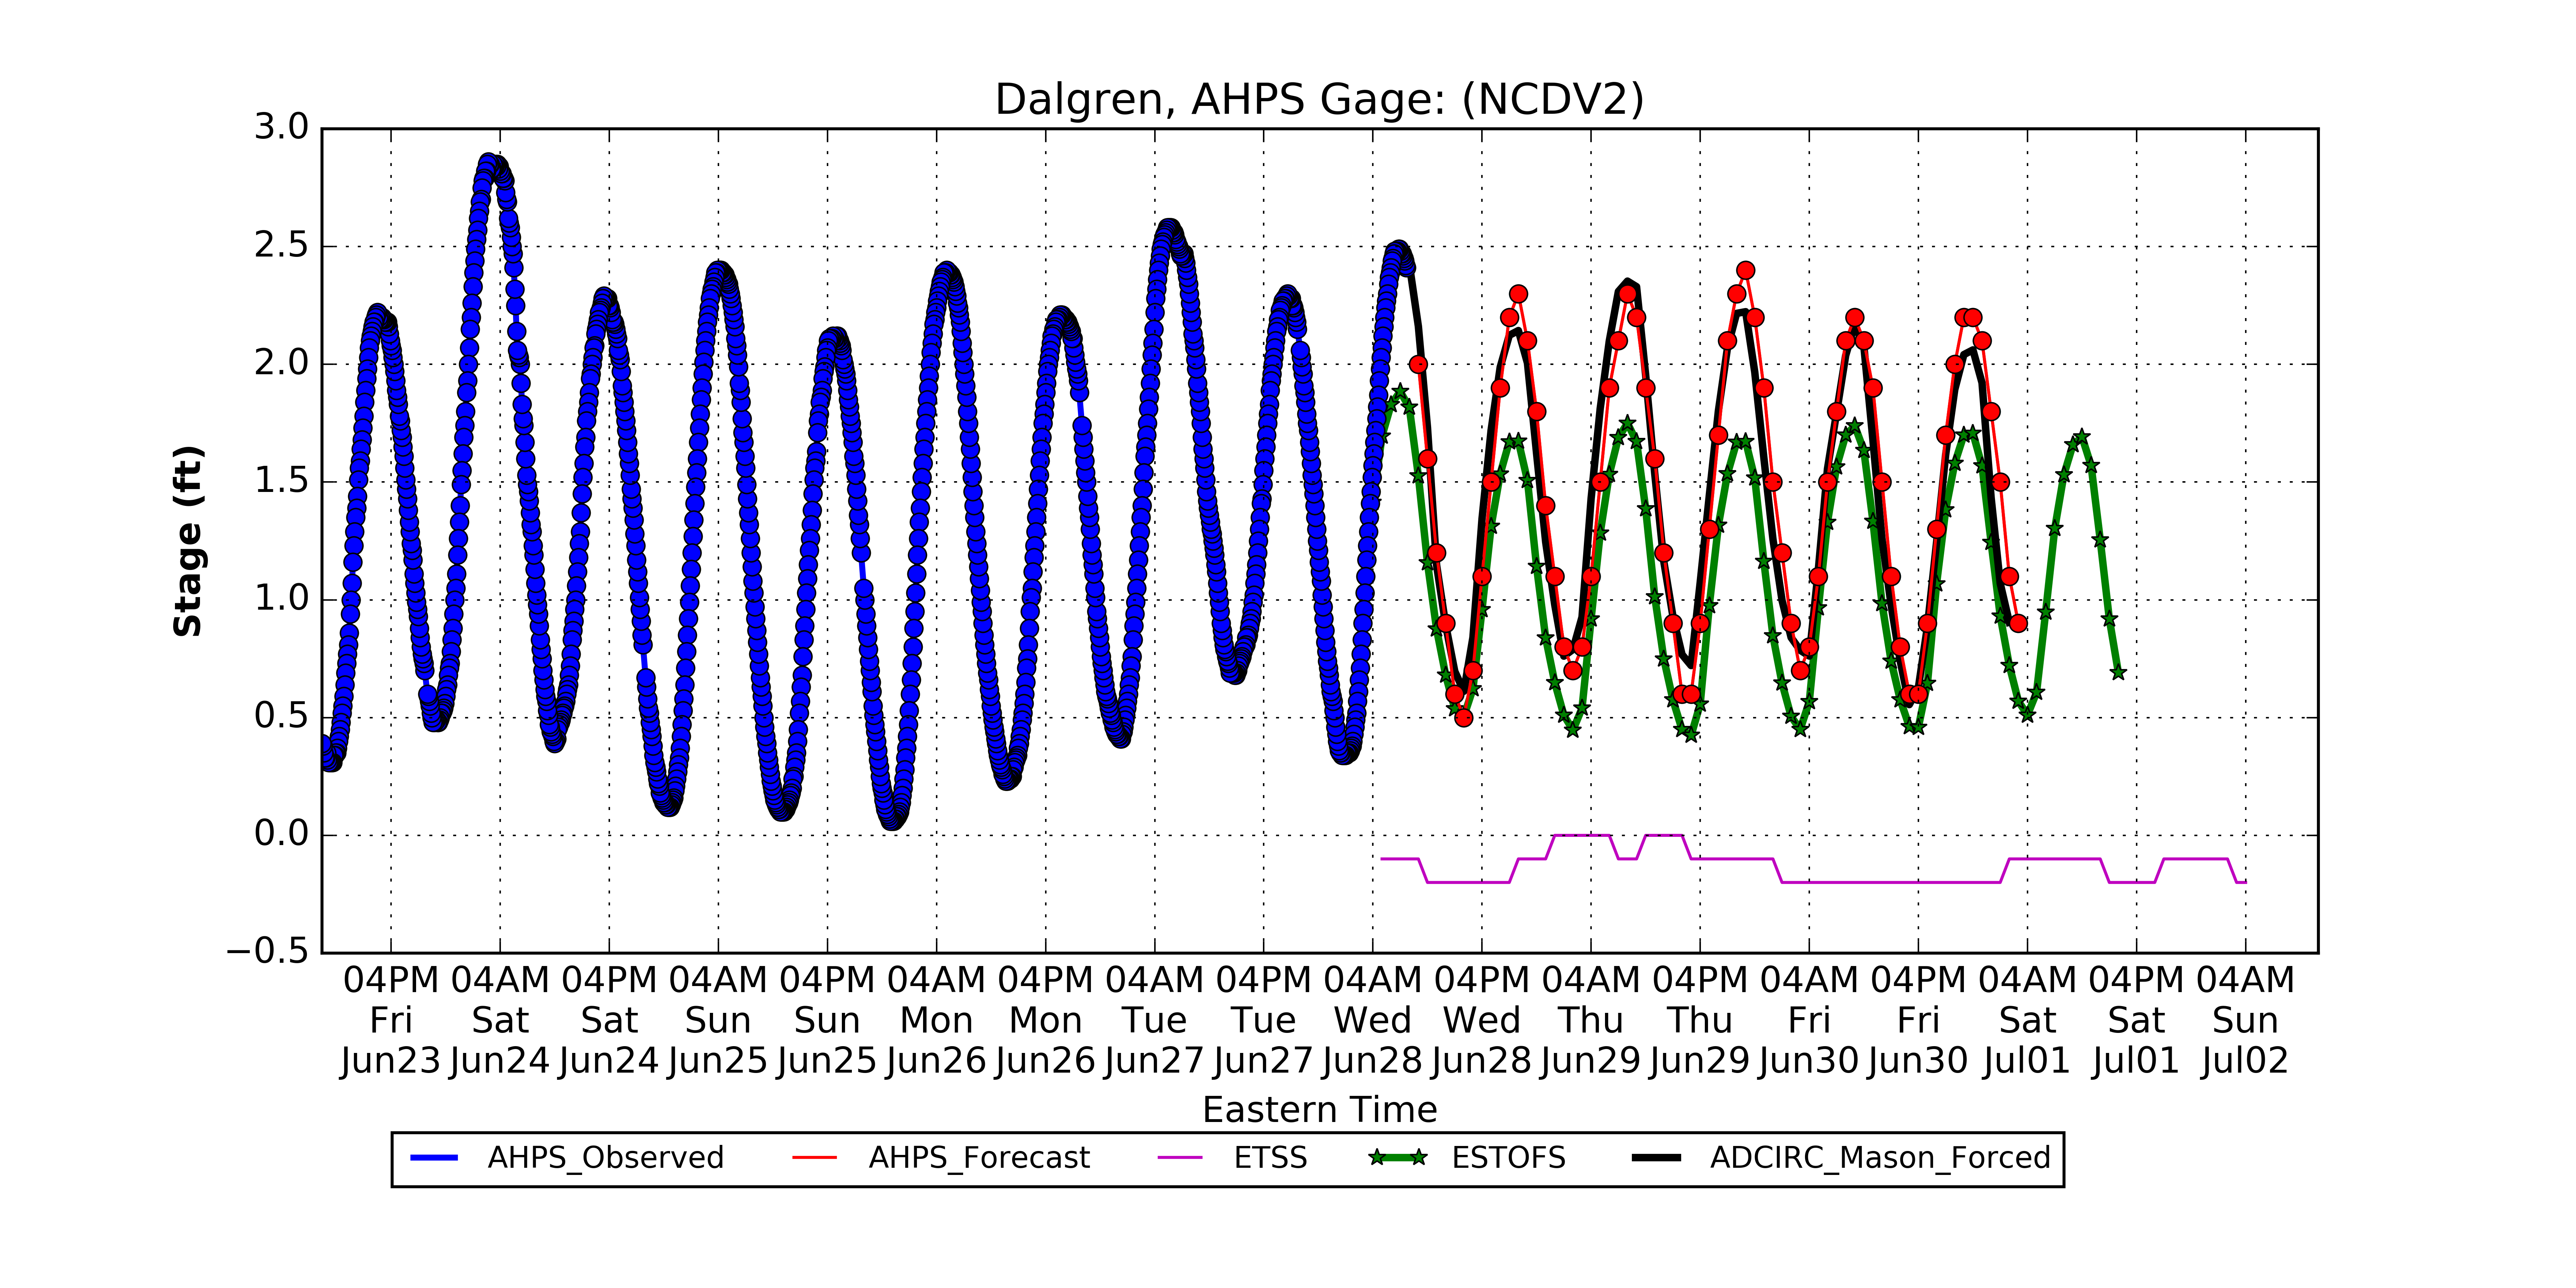 Dalgren, AHPS Gage: (NCDV2)
3.0
2.5
2.0
1.5
1.0
0.5
0.0
−0.5
Stage (ft)
04PM 04AM 04PM 04AM 04PM 04AM 04PM 04AM 04PM 04AM 04PM 04AM 04PM 04AM 04PM 04AM 04PM 04AM
Fri Sat Sat Sun Sun Mon Mon Tue Tue Wed Wed Thu Thu Fri Fri Sat Sat Sun
Jun23 Jun24 Jun24 Jun25 Jun25 Jun26 Jun26 Jun27 Jun27 Jun28 Jun28 Jun29 Jun29 Jun30 Jun30 Jul01 Jul01 Jul02
Eastern Time
AHPS_Observed AHPS_Forecast ETSS ESTOFS ADCIRC_Mason_Forced